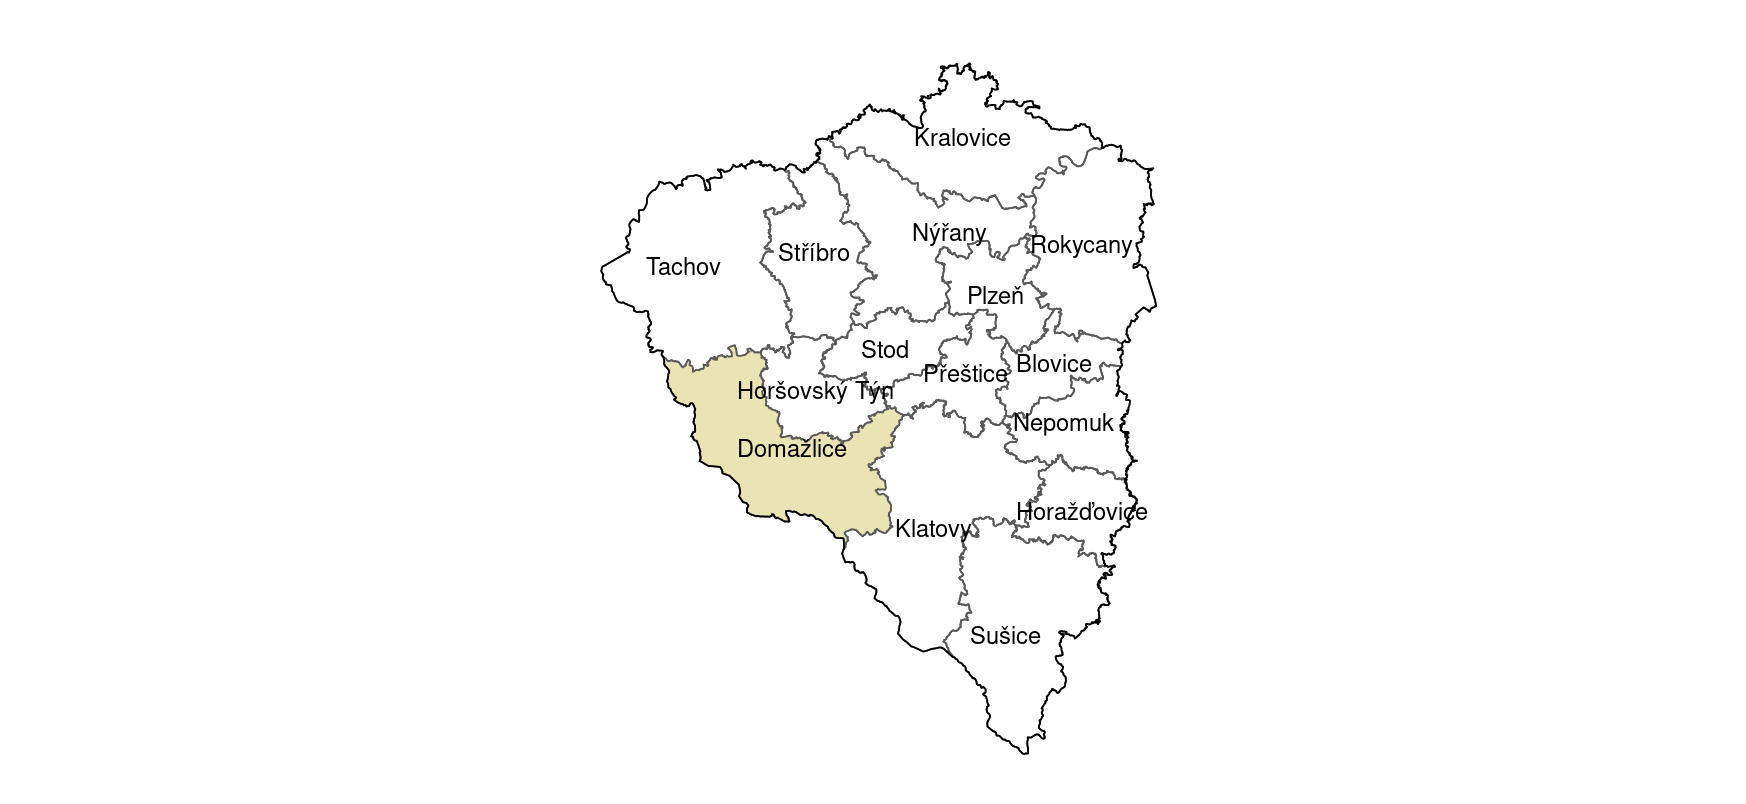 Kralovice
Nýřany
Rokycany
Stříbro
Tachov
Plzeň
Stod
Blovice
Přeštice
Horšovský Týn
Nepomuk
Domažlice
Horažďovice
Klatovy
Sušice